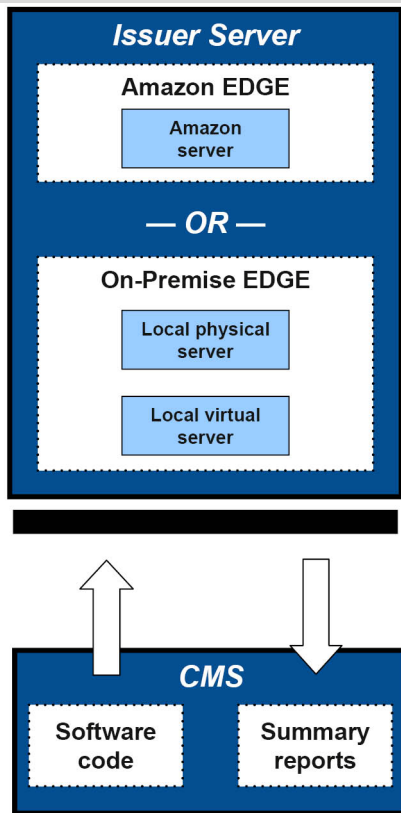 Issuer Server
Amazon EDGE
Amazon
server
— OR —
On-Premise EDGE
Local physical
server
Local virtual
server
CMS
Software
code
Summary
reports